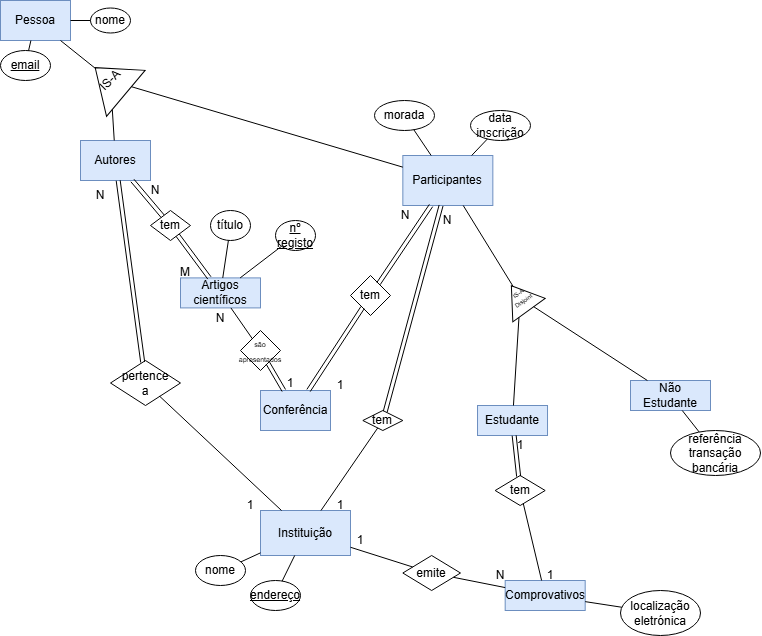 Pessoa
nome
email
IS-A
morada
data
inscrição
Autores
Participantes
N
N
tem
título
nº
registo
N
N
M
Artigos
científicos
N
tem
IS-A
Disjoint
são
apresentados
pertence
a
1
1
Conferência
Não
Estudante
tem
Estudante
1
referência
transação
bancária
tem
1
1
Instituição
1
nome
endereço
emite
N
1
Comprovativos
localização
eletrónica